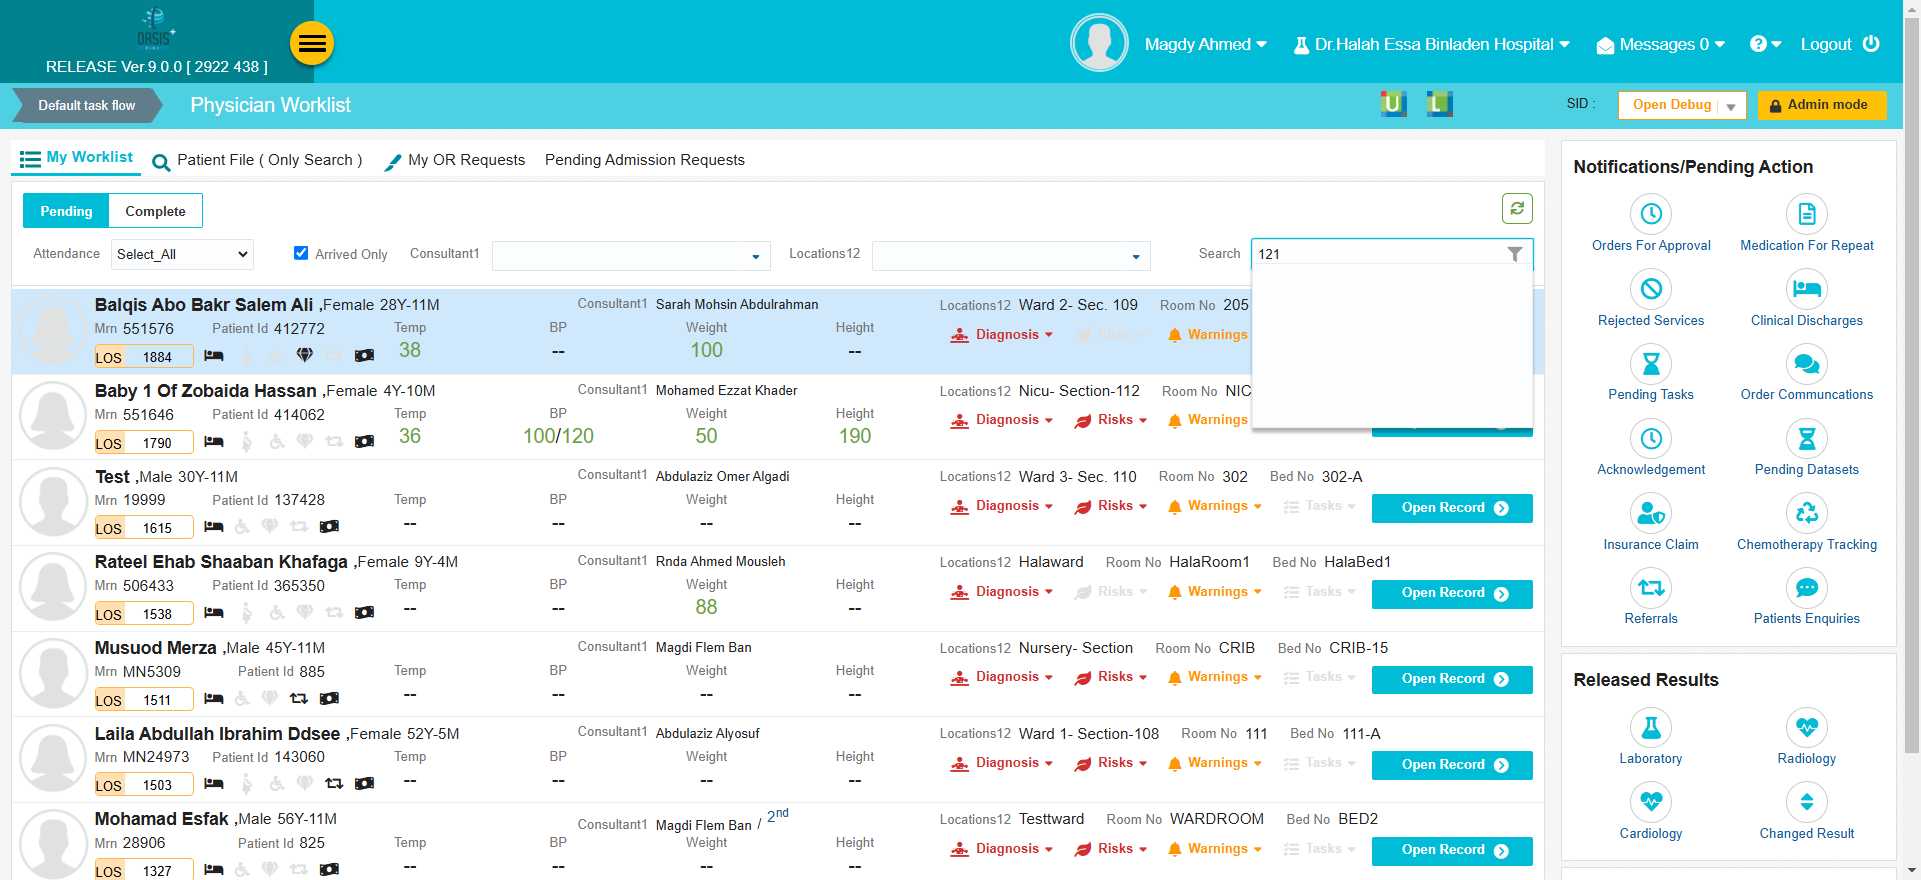 OASIS+
PLUS
RELEASE Ver.9.0.0 [ 2922 438 ]
Magdy Ahmed
Dr.Halah Essa Binladen Hospital
Messages 0
?
Logout
Default task flow
Physician Worklist
U
L
SID :
Open Debug
Admin mode
My Worklist
Patient File ( Only Search )
My OR Requests
Pending Admission Requests
Pending
Complete
Attendance
Select_All
Arrived Only
Consultant1
Locations12
Search
121
Balqis Abo Bakr Salem Ali ,Female 28Y-11M
Consultant1 Sarah Mohsin Abdulrahman
Locations12 Ward 2- Sec. 109 Room No 205
Mrn 551576 Patient Id 412772 Temp BP Weight Height
Diagnosis Risks Warnings
LOS 1884 38 -- 100 --
Baby 1 Of Zobaida Hassan ,Female 4Y-10M
Consultant1 Mohamed Ezzat Khader
Locations12 Nicu- Section-112 Room No NIC
Mrn 551646 Patient Id 414062 Temp BP Weight Height
Diagnosis Risks Warnings
LOS 1790 36 100/120 50 190
Test ,Male 30Y-11M
Consultant1 Abdulaziz Omer Algadi
Locations12 Ward 3- Sec. 110 Room No 302 Bed No 302-A
Mrn 19999 Patient Id 137428 Temp BP Weight Height
Diagnosis Risks Warnings Tasks Open Record
LOS 1615 -- -- -- --
Rateel Ehab Shaaban Khafaga ,Female 9Y-4M
Consultant1 Rnda Ahmed Mousleh
Locations12 Halaward Room No HalaRoom1 Bed No HalaBed1
Mrn 506433 Patient Id 365350 Temp BP Weight Height
Diagnosis Risks Warnings Tasks Open Record
LOS 1538 -- -- 88 --
Musuod Merza ,Male 45Y-11M
Consultant1 Magdi Flem Ban
Locations12 Nursery- Section Room No CRIB Bed No CRIB-15
Mrn MN5309 Patient Id 885 Temp BP Weight Height
Diagnosis Risks Warnings Tasks Open Record
LOS 1511 -- -- -- --
Laila Abdullah Ibrahim Ddsee ,Female 52Y-5M
Consultant1 Abdulaziz Alyosuf
Locations12 Ward 1- Section-108 Room No 111 Bed No 111-A
Mrn MN24973 Patient Id 143060 Temp BP Weight Height
Diagnosis Risks Warnings Tasks Open Record
LOS 1503 -- -- -- --
Mohamad Esfak ,Male 56Y-11M
Consultant1 Magdi Flem Ban / 2nd
Locations12 Testtward Room No WARDROOM Bed No BED2
Mrn 28906 Patient Id 825 Temp BP Weight Height
Diagnosis Risks Warnings Tasks Open Record
LOS 1327 -- -- -- --
Notifications/Pending Action
Orders For Approval
Medication For Repeat
Rejected Services
Clinical Discharges
Pending Tasks
Order Communcations
Acknowledgement
Pending Datasets
Insurance Claim
Chemotherapy Tracking
Referrals
Patients Enquiries
Released Results
Laboratory
Radiology
Cardiology
Changed Result